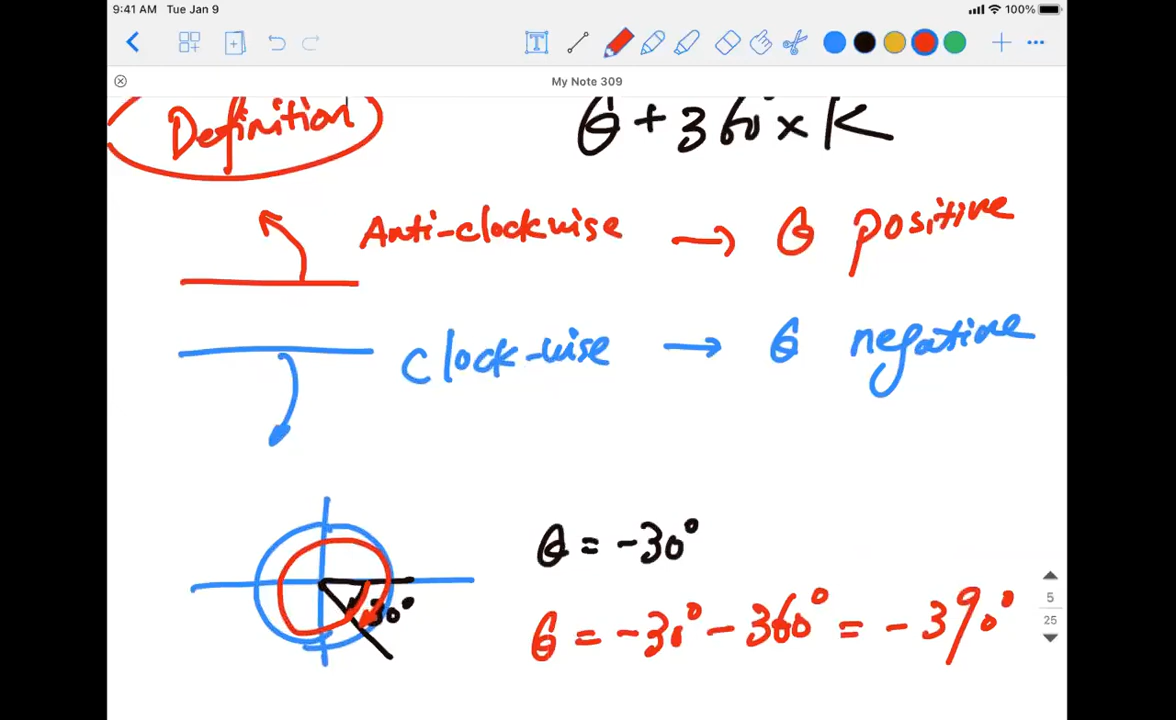 9:41 AM Tue Jan 9
100%
T
My Note 309
Definition
θ + 360° × K
Anti-clockwise → θ positive
Clock-wise → θ negative
30°
θ = -30°
θ = -30° - 360° = -390°
5
25